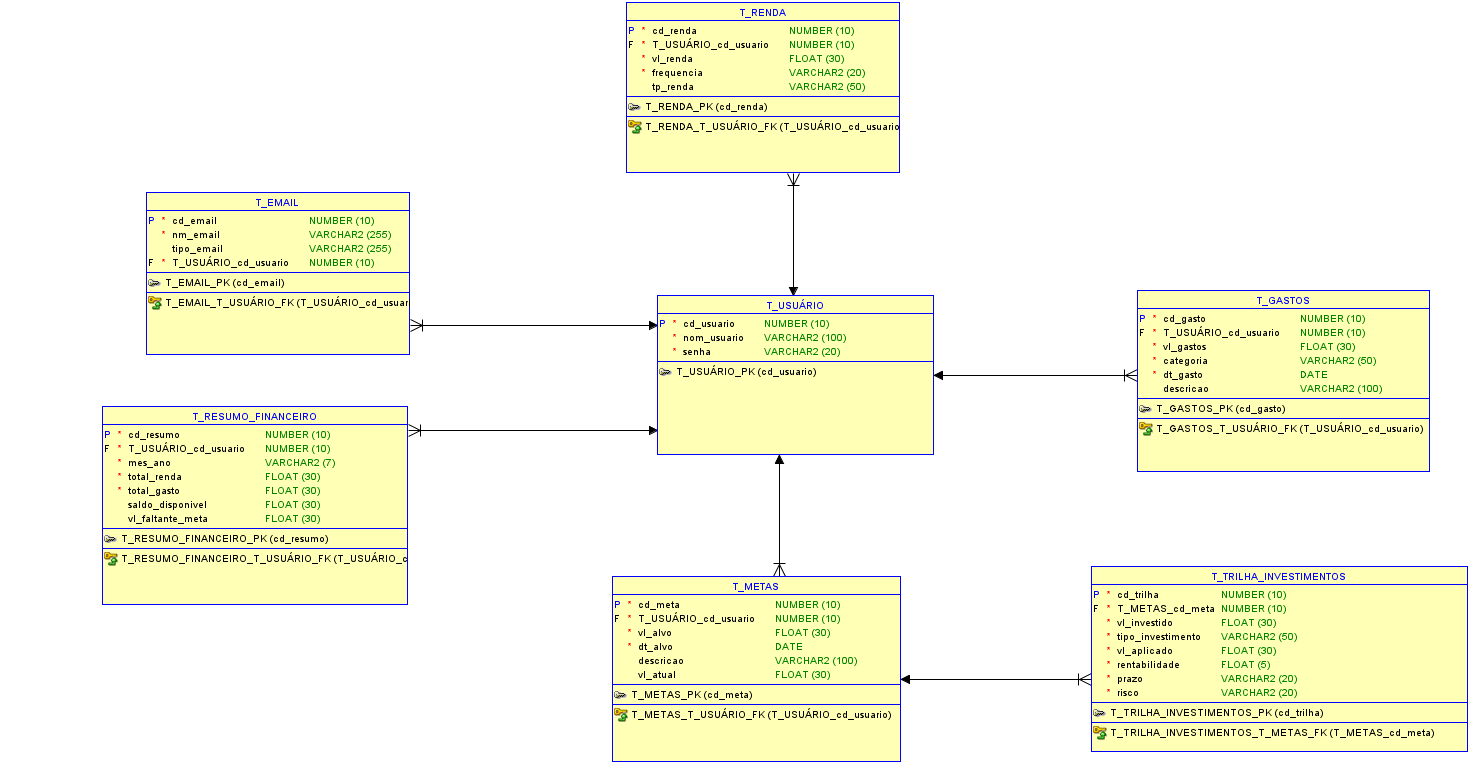 T_RENDA
P * cd_renda NUMBER (10)
F * T_USUÁRIO_cd_usuario NUMBER (10)
* vl_renda FLOAT (30)
* frequencia VARCHAR2 (20)
tp_renda VARCHAR2 (50)
T_RENDA_PK (cd_renda)
T_RENDA_T_USUÁRIO_FK (T_USUÁRIO_cd_usuario
T_EMAIL
P * cd_email NUMBER (10)
* nm_email VARCHAR2 (255)
tipo_email VARCHAR2 (255)
F * T_USUÁRIO_cd_usuario NUMBER (10)
T_EMAIL_PK (cd_email)
T_EMAIL_T_USUÁRIO_FK (T_USUÁRIO_cd_usuar
T_USUÁRIO
P * cd_usuario NUMBER (10)
* nom_usuario VARCHAR2 (100)
* senha VARCHAR2 (20)
T_USUÁRIO_PK (cd_usuario)
T_GASTOS
P * cd_gasto NUMBER (10)
F * T_USUÁRIO_cd_usuario NUMBER (10)
* vl_gastos FLOAT (30)
* categoria VARCHAR2 (50)
* dt_gasto DATE
descricao VARCHAR2 (100)
T_GASTOS_PK (cd_gasto)
T_GASTOS_T_USUÁRIO_FK (T_USUÁRIO_cd_usuario)
T_RESUMO_FINANCEIRO
P * cd_resumo NUMBER (10)
F * T_USUÁRIO_cd_usuario NUMBER (10)
* mes_ano VARCHAR2 (7)
* total_renda FLOAT (30)
* total_gasto FLOAT (30)
saldo_disponivel FLOAT (30)
vl_faltante_meta FLOAT (30)
T_RESUMO_FINANCEIRO_PK (cd_resumo)
T_RESUMO_FINANCEIRO_T_USUÁRIO_FK (T_USUÁRIO_c
T_METAS
P * cd_meta NUMBER (10)
F * T_USUÁRIO_cd_usuario NUMBER (10)
* vl_alvo FLOAT (30)
* dt_alvo DATE
descricao VARCHAR2 (100)
vl_atual FLOAT (30)
T_METAS_PK (cd_meta)
T_METAS_T_USUÁRIO_FK (T_USUÁRIO_cd_usuario)
T_TRILHA_INVESTIMENTOS
P * cd_trilha NUMBER (10)
F * T_METAS_cd_meta NUMBER (10)
* vl_investido FLOAT (30)
* tipo_investimento VARCHAR2 (50)
* vl_aplicado FLOAT (30)
* rentabilidade FLOAT (5)
* prazo VARCHAR2 (20)
* risco VARCHAR2 (20)
T_TRILHA_INVESTIMENTOS_PK (cd_trilha)
T_TRILHA_INVESTIMENTOS_T_METAS_FK (T_METAS_cd_meta)